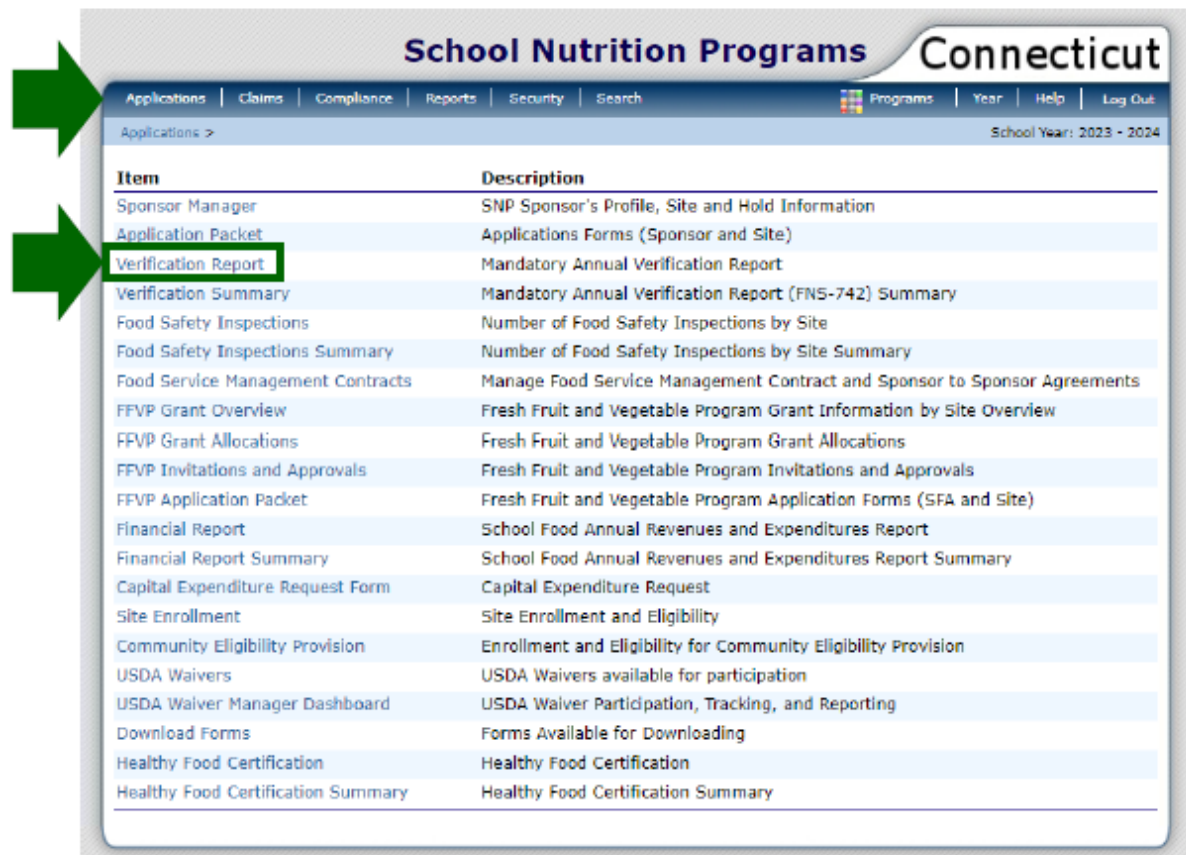 School Nutrition Programs Connecticut
Applications | Claims | Compliance | Reports | Security | Search Programs | Year | Help | Log Out
Applications > School Year: 2023 - 2024
Item Description
Sponsor Manager SNP Sponsor's Profile, Site and Hold Information
Application Packet Applications Forms (Sponsor and Site)
Verification Report Mandatory Annual Verification Report
Verification Summary Mandatory Annual Verification Report (FNS-742) Summary
Food Safety Inspections Number of Food Safety Inspections by Site
Food Safety Inspections Summary Number of Food Safety Inspections by Site Summary
Food Service Management Contracts Manage Food Service Management Contract and Sponsor to Sponsor Agreements
FFVP Grant Overview Fresh Fruit and Vegetable Program Grant Information by Site Overview
FFVP Grant Allocations Fresh Fruit and Vegetable Program Grant Allocations
FFVP Invitations and Approvals Fresh Fruit and Vegetable Program Invitations and Approvals
FFVP Application Packet Fresh Fruit and Vegetable Program Application Forms (SFA and Site)
Financial Report School Food Annual Revenues and Expenditures Report
Financial Report Summary School Food Annual Revenues and Expenditures Report Summary
Capital Expenditure Request Form Capital Expenditure Request
Site Enrollment Site Enrollment and Eligibility
Community Eligibility Provision Enrollment and Eligibility for Community Eligibility Provision
USDA Waivers USDA Waivers available for participation
USDA Waiver Manager Dashboard USDA Waiver Participation, Tracking, and Reporting
Download Forms Forms Available for Downloading
Healthy Food Certification Healthy Food Certification
Healthy Food Certification Summary Healthy Food Certification Summary